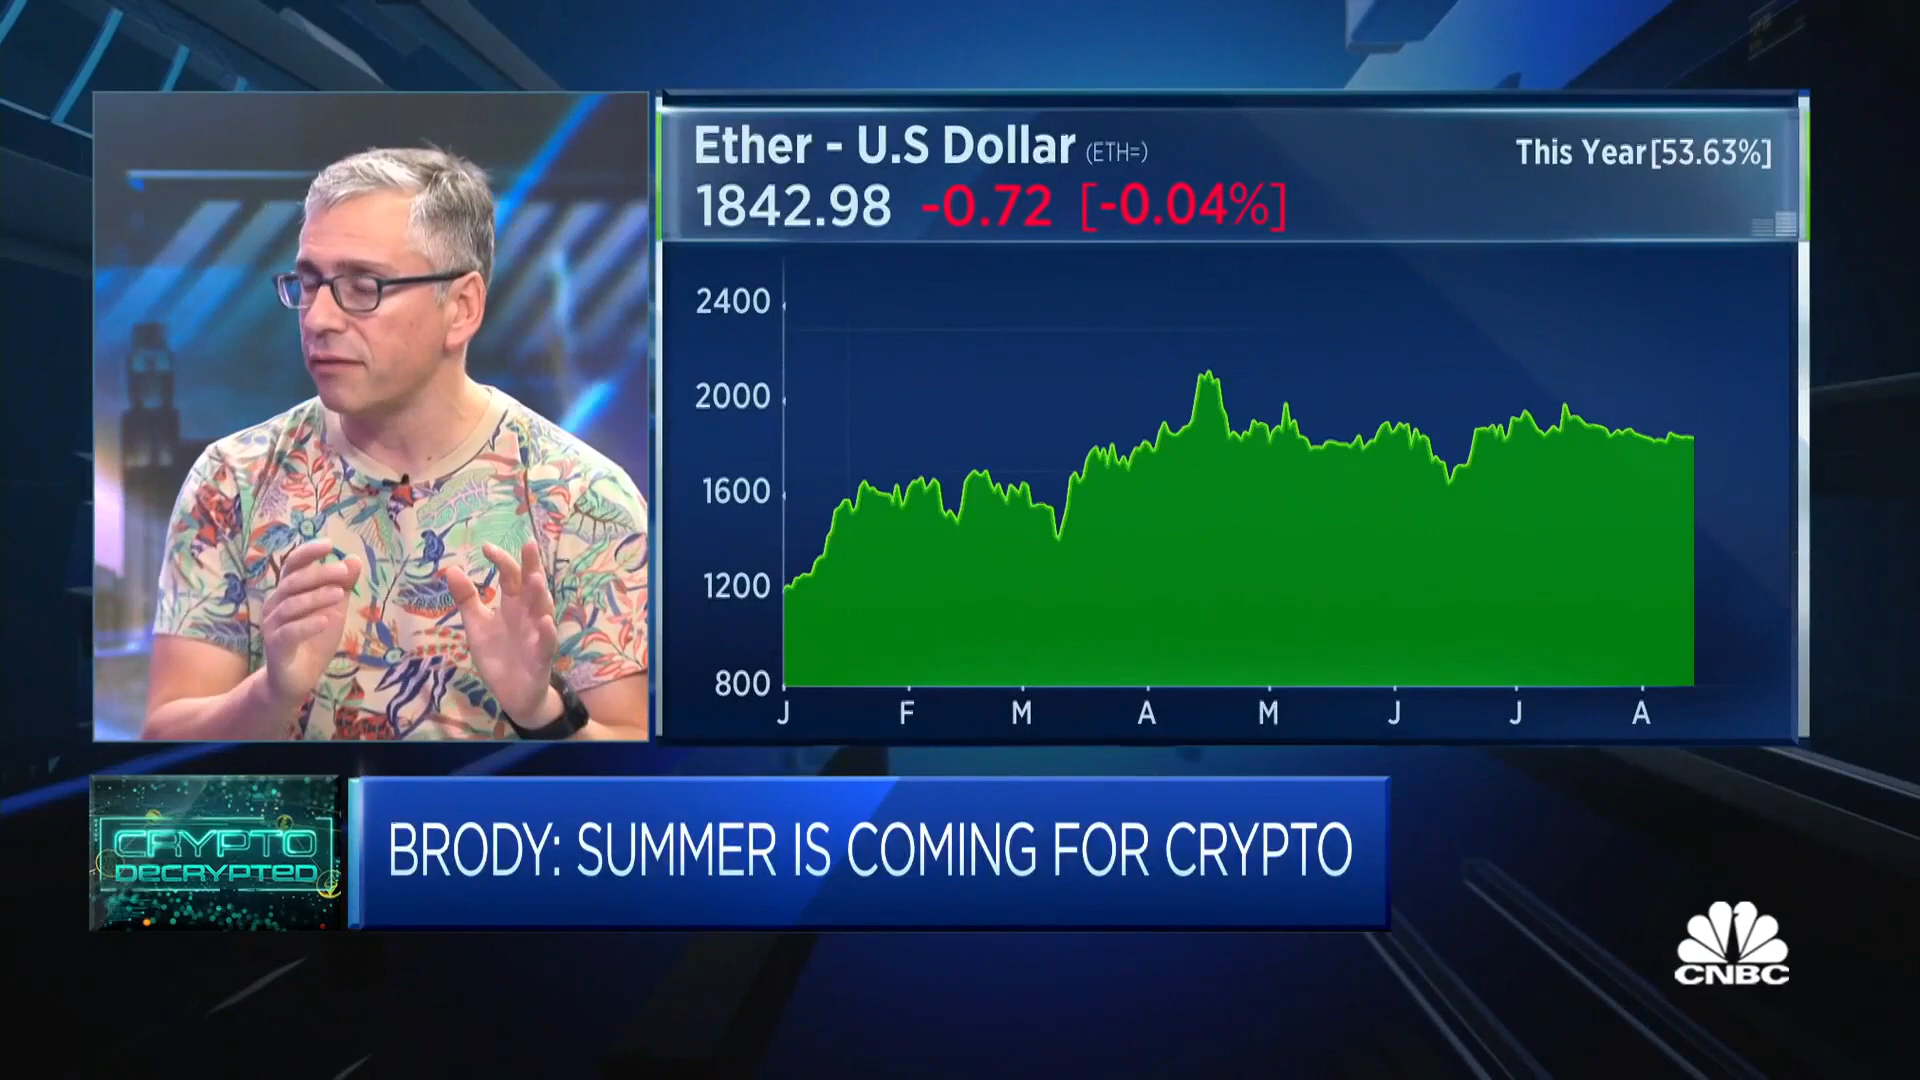 Ether - U.S Dollar (ETH=)
This Year[53.63%]
1842.98 -0.72 [-0.04%]
2400
2000
1600
1200
800
J F M A M J J A
CRYPTO
DECRYPTED
BRODY: SUMMER IS COMING FOR CRYPTO
CNBC